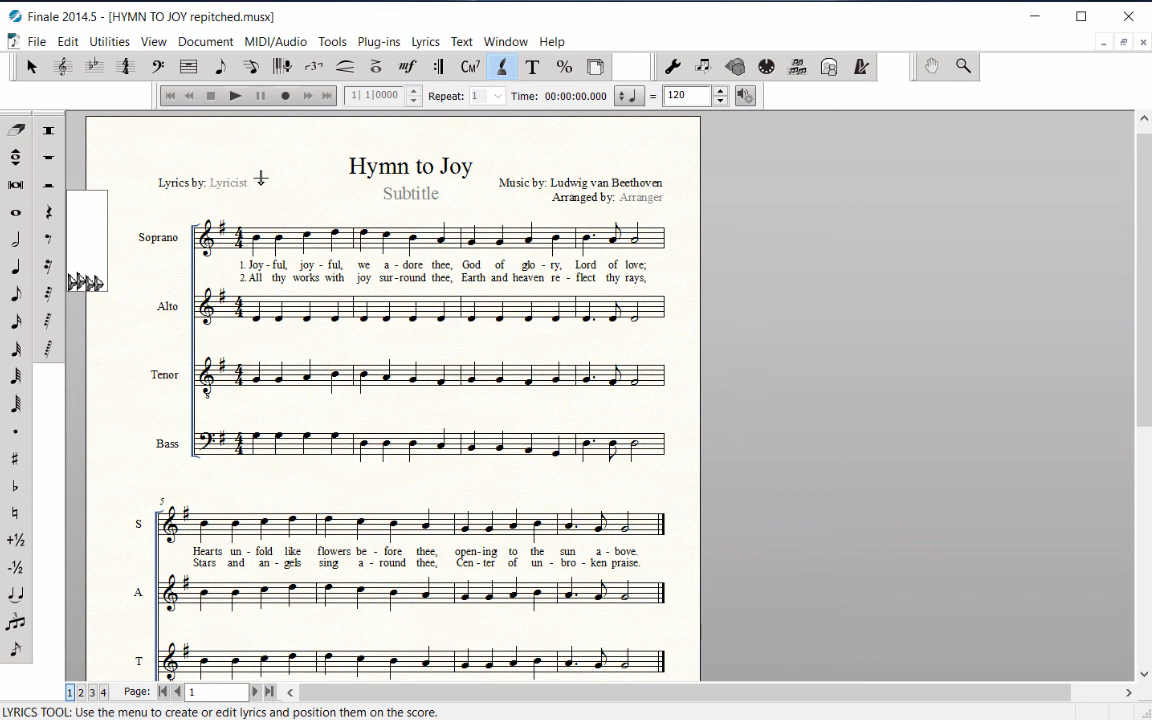 Finale 2014.5 - [HYMN TO JOY repitched.musx]
File Edit Utilities View Document MIDI/Audio Tools Plug-ins Lyrics Text Window Help
CM7 T %
1| 1|0000 Repeat: 1 Time: 00:00:00.000 = 120
Hymn to Joy
Lyrics by: Lyricist
Subtitle
Music by: Ludwig van Beethoven
Arranged by: Arranger
Soprano
1. Joy - ful, joy - ful, we a - dore thee, God of glo - ry, Lord of love;
2. All thy works with joy sur - round thee, Earth and heaven re - flect thy rays,
Alto
Tenor
Bass
5
S
Hearts un - fold like flowers be - fore thee, open - ing to the sun a - bove.
Stars and an - gels sing a - round thee, Cen - ter of un - bro - ken praise.
A
T
+½
-½
1 2 3 4 Page: 1
LYRICS TOOL: Use the menu to create or edit lyrics and position them on the score.